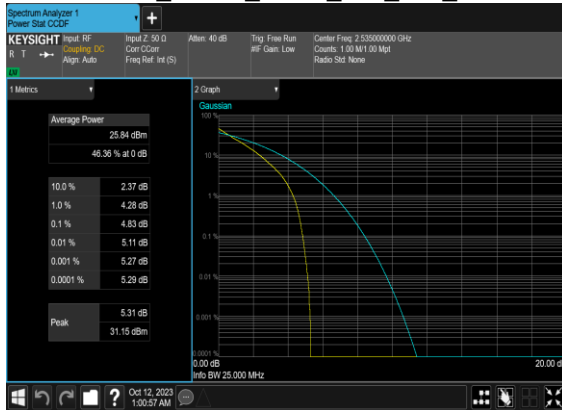 Spectrum Analyzer 1
Power Stat CCDF
+
KEYSIGHT
R T
LU
Input: RF
Coupling: DC
Align: Auto
Input Z: 50 Ω
Corr CCorr
Freq Ref: Int (S)
Atten: 40 dB
Trig: Free Run
#IF Gain: Low
Center Freq: 2.535000000 GHz
Counts: 1.00 M/1.00 Mpt
Radio Std: None
1 Metrics
Average Power
25.84 dBm
46.36 % at 0 dB
10.0 % 2.37 dB
1.0 % 4.28 dB
0.1 % 4.83 dB
0.01 % 5.11 dB
0.001 % 5.27 dB
0.0001 % 5.29 dB
Peak
5.31 dB
31.15 dBm
2 Graph
Gaussian
100 %
10 %
1 %
0.1 %
0.01 %
0.001 %
0.0001 %
0.00 dB
20.00 d
Info BW 25.000 MHz
?
Oct 12, 2023
1:00:57 AM